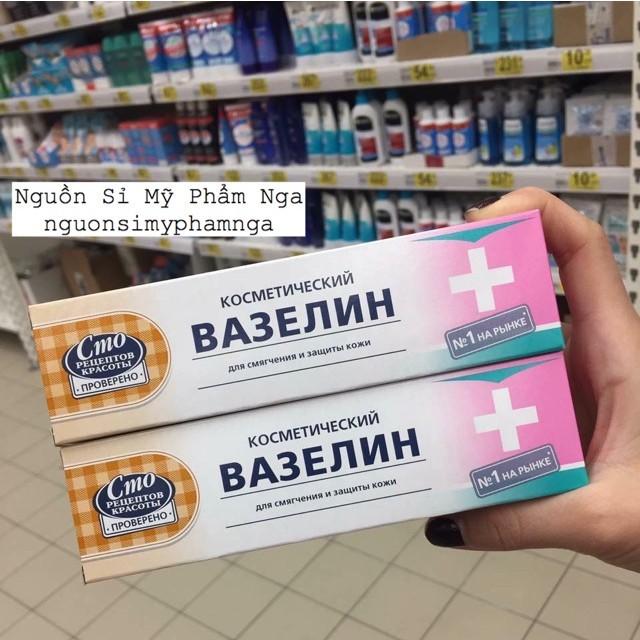 Nguồn Sỉ Mỹ Phẩm Nga
nguonsimyphamnga
КОСМЕТИЧЕСКИЙ
ВАЗЕЛИН
для смягчения и защиты кожи
Сто
РЕЦЕПТОВ
КРАСОТЫ
ПРОВЕРЕНО
№1 НА РЫНКЕ*
КОСМЕТИЧЕСКИЙ
ВАЗЕЛИН
для смягчения и защиты кожи
Сто
РЕЦЕПТОВ
КРАСОТЫ
ПРОВЕРЕНО
№1 НА РЫНКЕ*